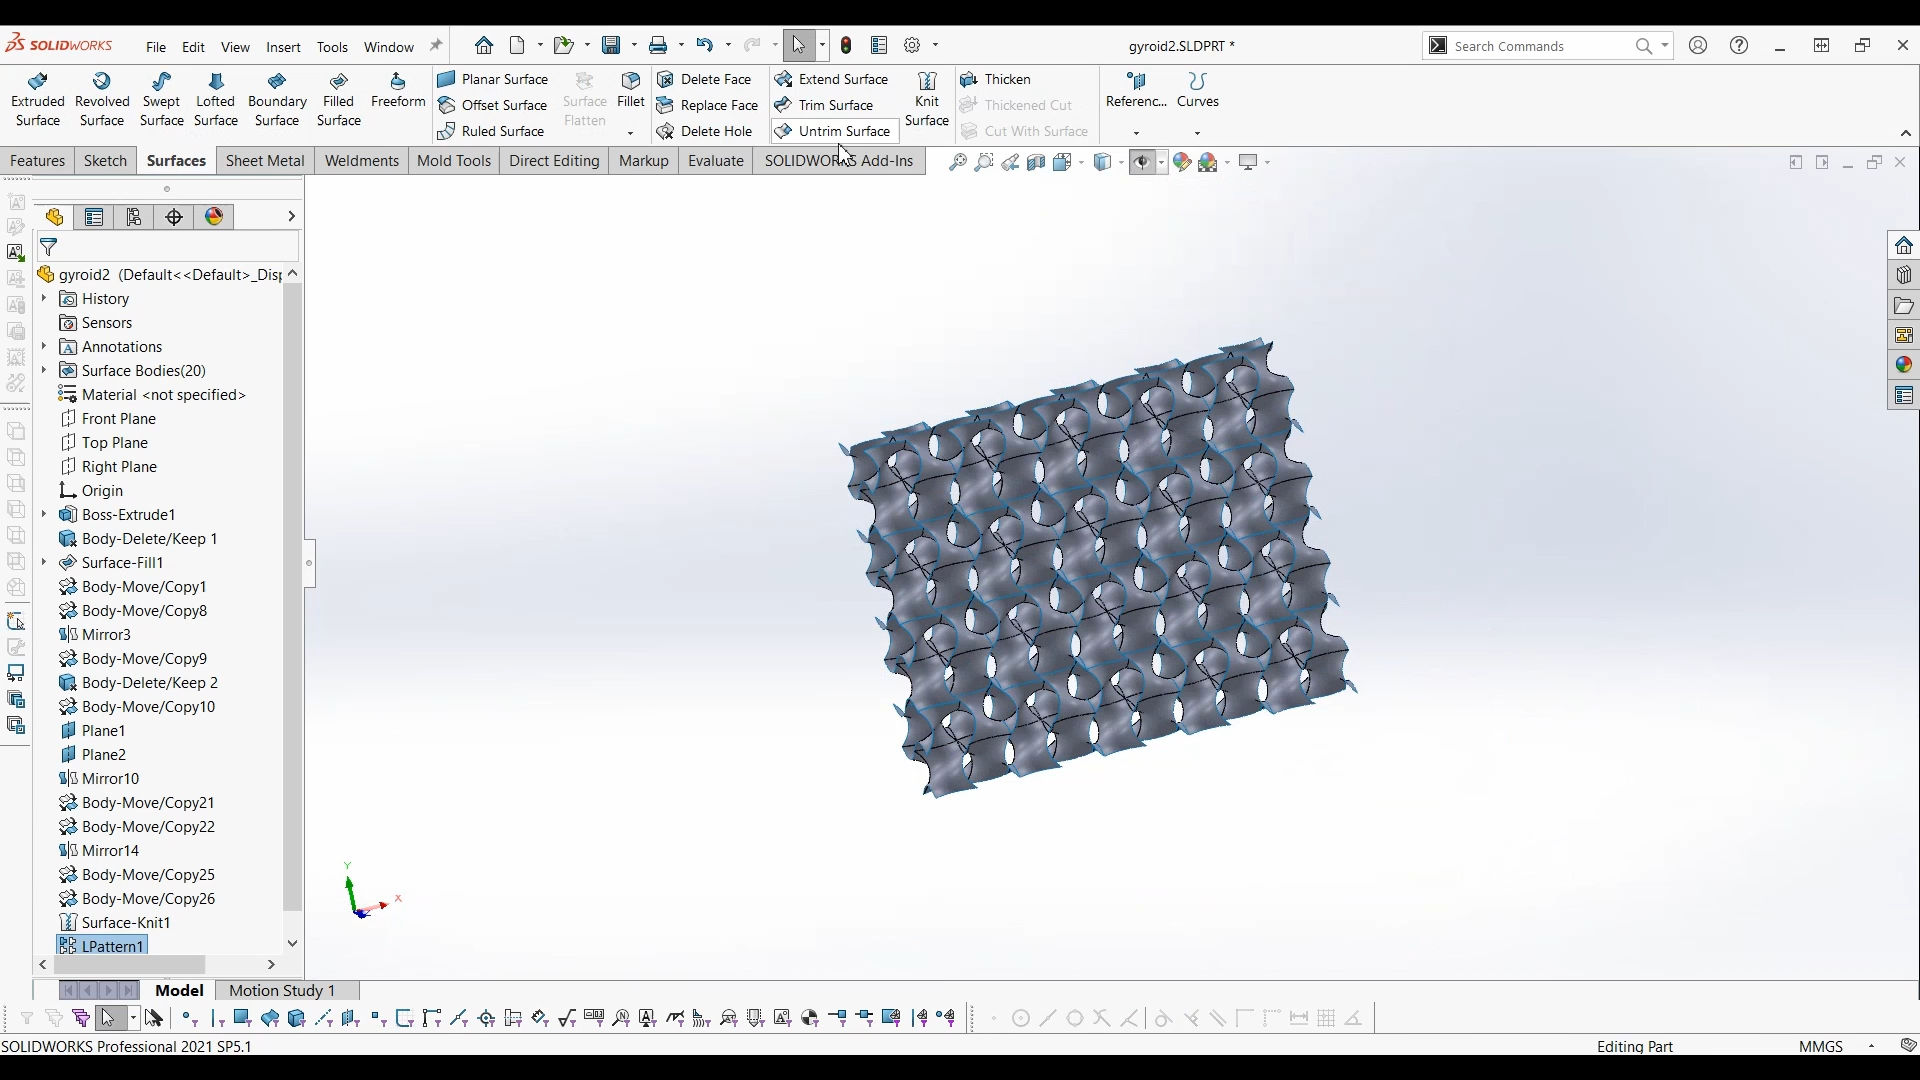 SOLIDWORKS File Edit View Insert Tools Window gyroid2.SLDPRT * Search Commands
Extruded Surface
Revolved Surface
Swept Surface
Lofted Surface
Boundary Surface
Filled Surface
Freeform
Planar Surface
Offset Surface
Ruled Surface
Surface Flatten
Fillet
Delete Face
Replace Face
Delete Hole
Extend Surface
Trim Surface
Untrim Surface
Knit Surface
Thicken
Thickened Cut
Cut With Surface
Referenc...
Curves
Features Sketch Surfaces Sheet Metal Weldments Mold Tools Direct Editing Markup Evaluate SOLIDWORKS Add-Ins
gyroid2 (Default<<Default>_Disp
History
Sensors
Annotations
Surface Bodies(20)
Material <not specified>
Front Plane
Top Plane
Right Plane
Origin
Boss-Extrude1
Body-Delete/Keep 1
Surface-Fill1
Body-Move/Copy1
Body-Move/Copy8
Mirror3
Body-Move/Copy9
Body-Delete/Keep 2
Body-Move/Copy10
Plane1
Plane2
Mirror10
Body-Move/Copy21
Body-Move/Copy22
Mirror14
Body-Move/Copy25
Body-Move/Copy26
Surface-Knit1
LPattern1
Y
X
Model Motion Study 1
SOLIDWORKS Professional 2021 SP5.1 Editing Part MMGS